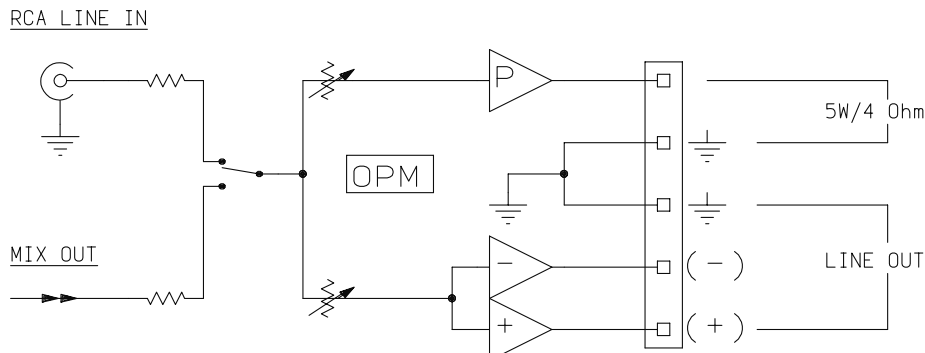 RCA LINE IN
P
5W/4 Ohm
OPM
MIX OUT
−
(−)
LINE OUT
+
(+)